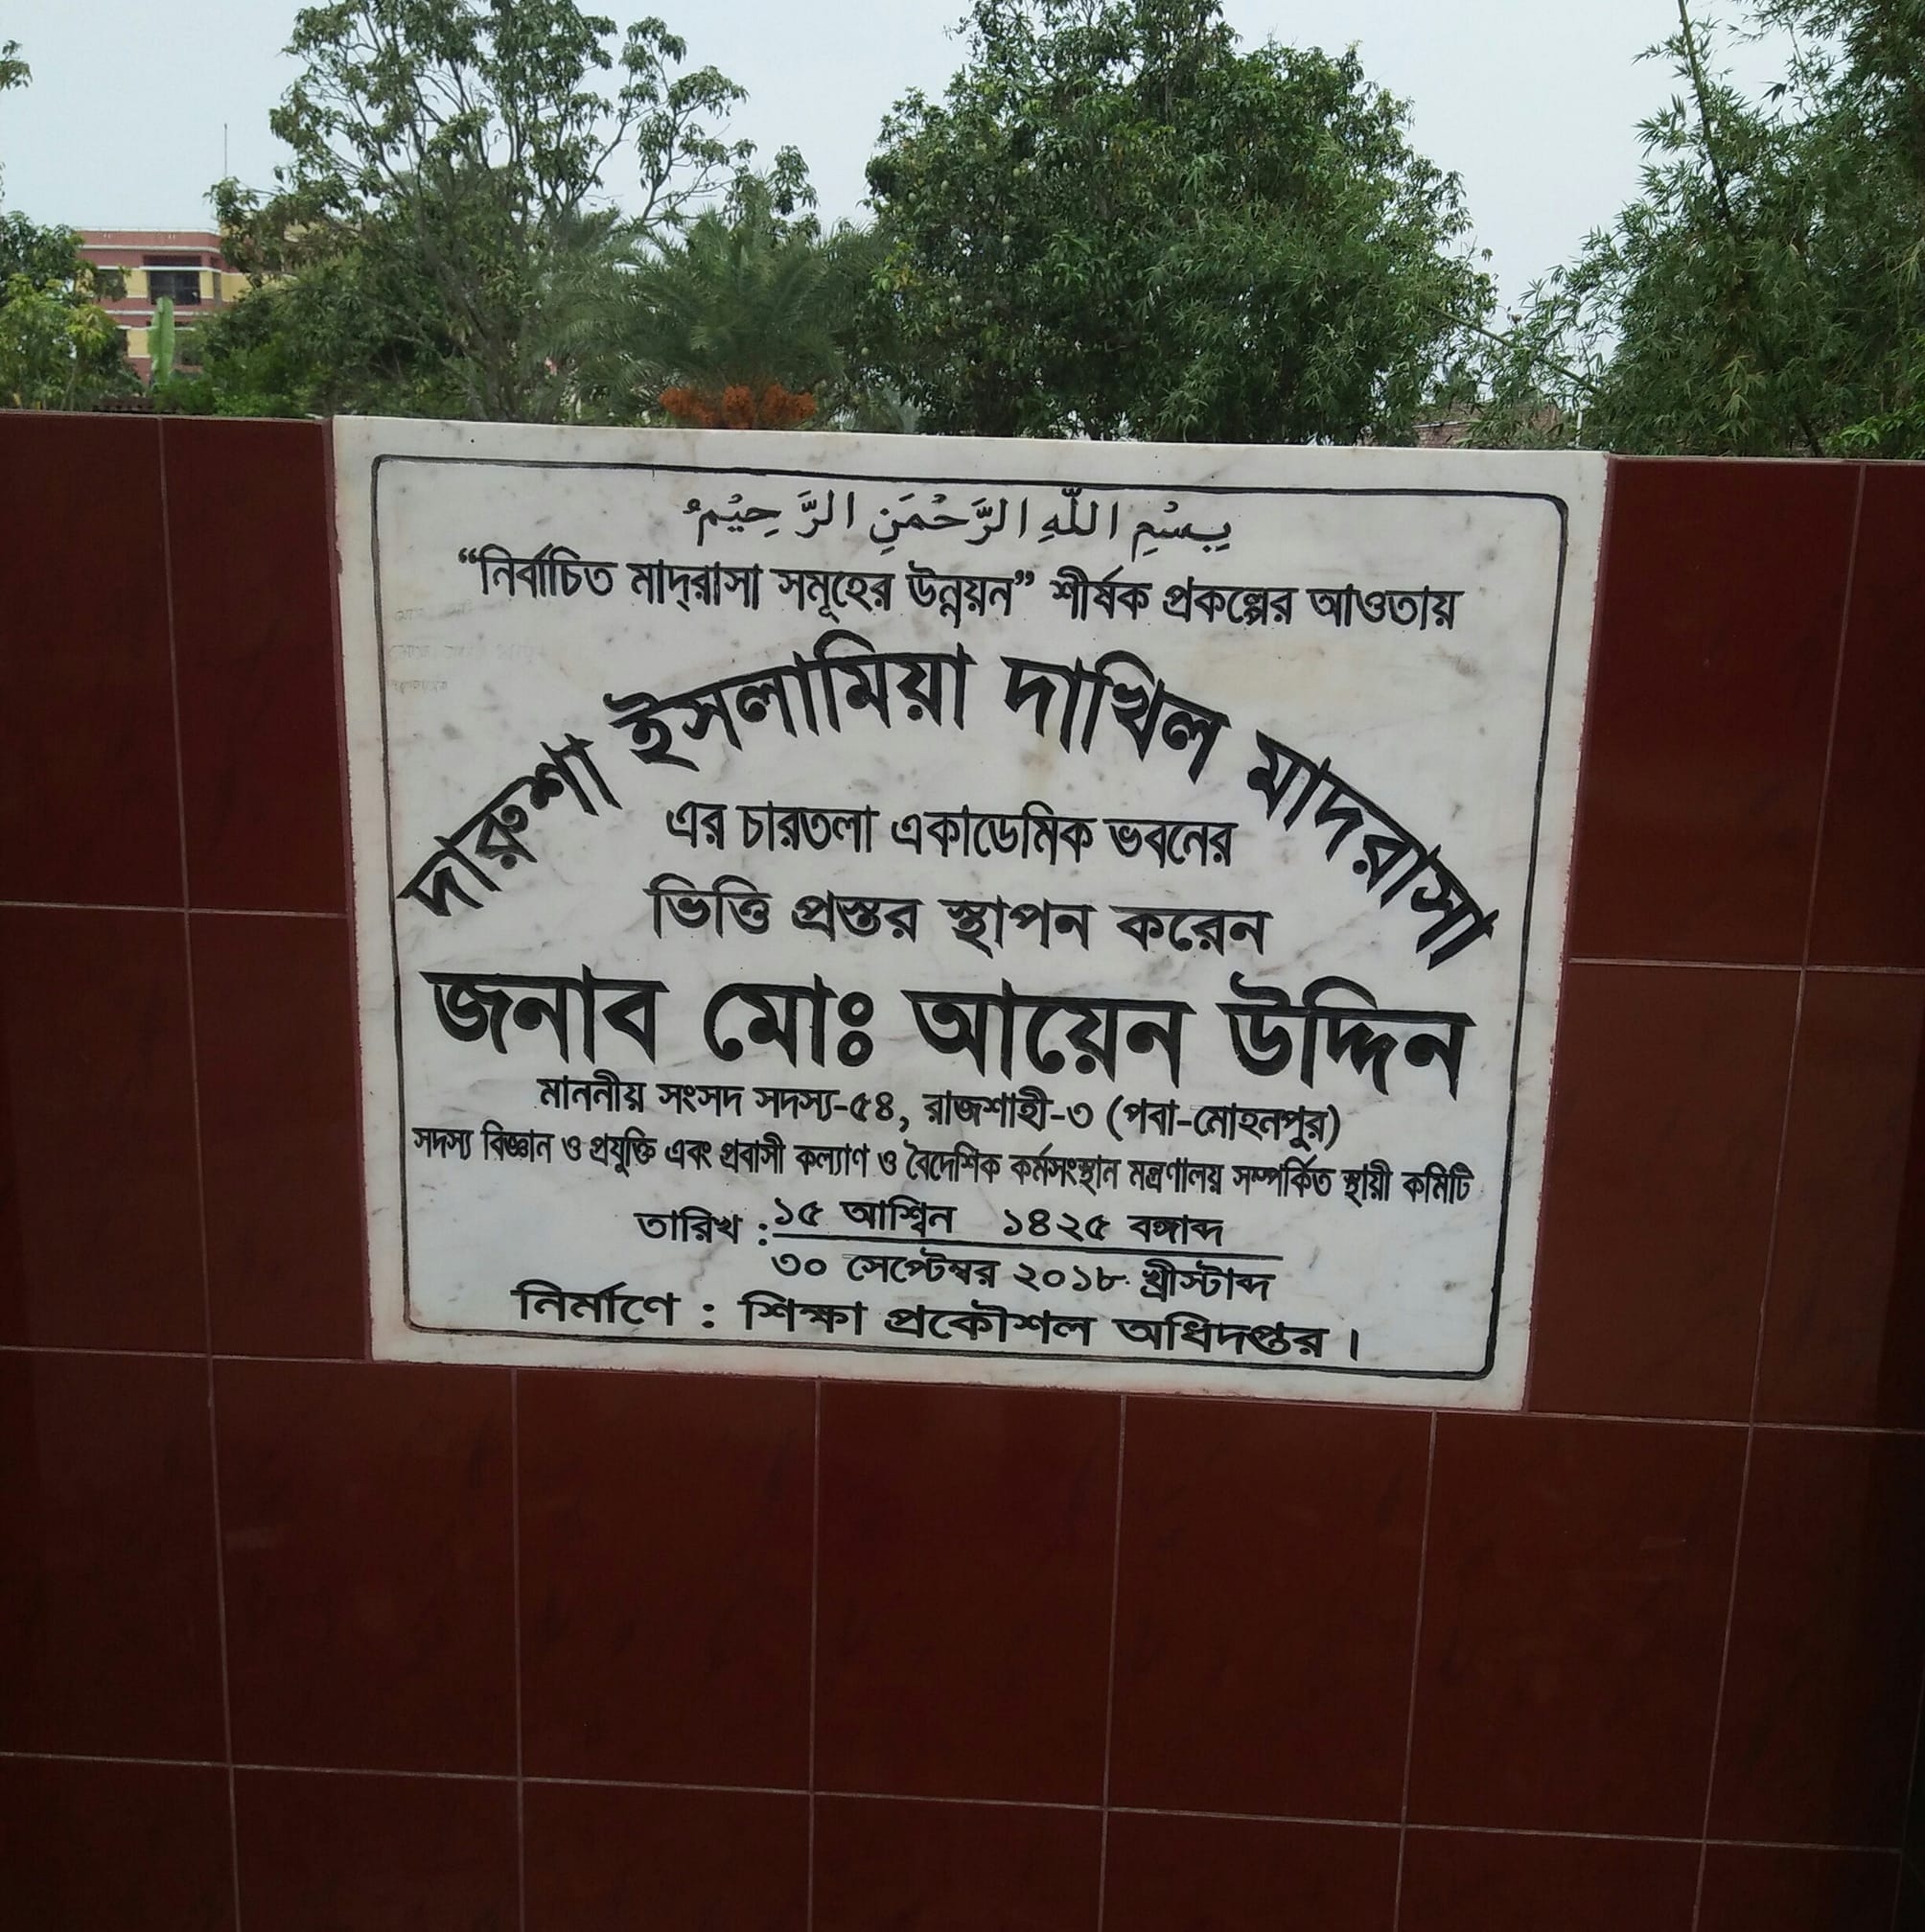 بِسْمِ اللّٰهِ الرَّحْمَنِ الرَّحِيْمِ
“নির্বাচিত মাদ্‌রাসা সমূহের উন্নয়ন” শীর্ষক প্রকল্পের আওতায়
দারুশা ইসলামিয়া দাখিল মাদরাসা
এর চারতলা একাডেমিক ভবনের
ভিত্তি প্রস্তর স্থাপন করেন
জনাব মোঃ আয়েন উদ্দিন
মাননীয় সংসদ সদস্য-৫৪, রাজশাহী-৩ (পবা-মোহনপুর)
সদস্য বিজ্ঞান ও প্রযুক্তি এবং প্রবাসী কল্যাণ ও বৈদেশিক কর্মসংস্থান মন্ত্রণালয় সম্পর্কিত স্থায়ী কমিটি
তারিখ : ১৫ আশ্বিন ১৪২৫ বঙ্গাব্দ
৩০ সেপ্টেম্বর ২০১৮ খ্রীস্টাব্দ
নির্মাণে : শিক্ষা প্রকৌশল অধিদপ্তর ।